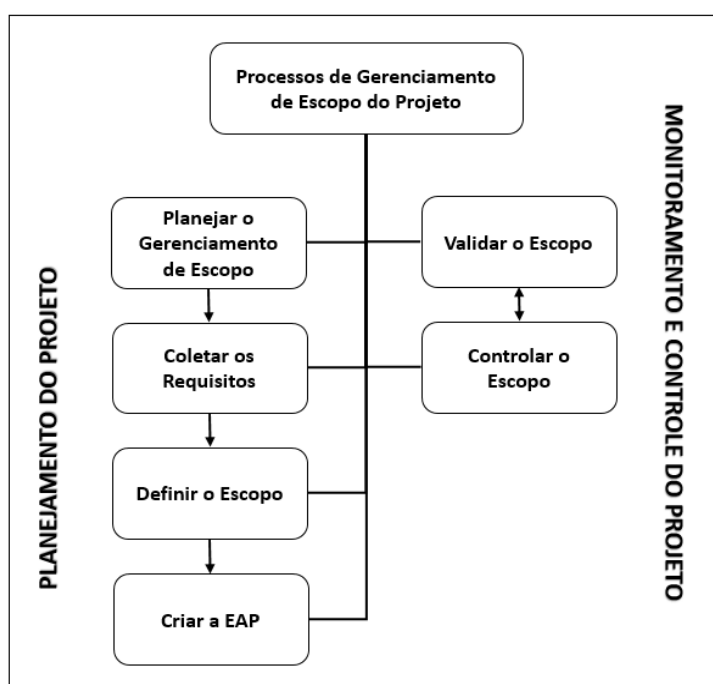 Processos de Gerenciamento
de Escopo do Projeto
PLANEJAMENTO DO PROJETO
Planejar o
Gerenciamento
de Escopo
Coletar os
Requisitos
Definir o Escopo
Criar a EAP
Validar o Escopo
Controlar o
Escopo
MONITORAMENTO E CONTROLE DO PROJETO